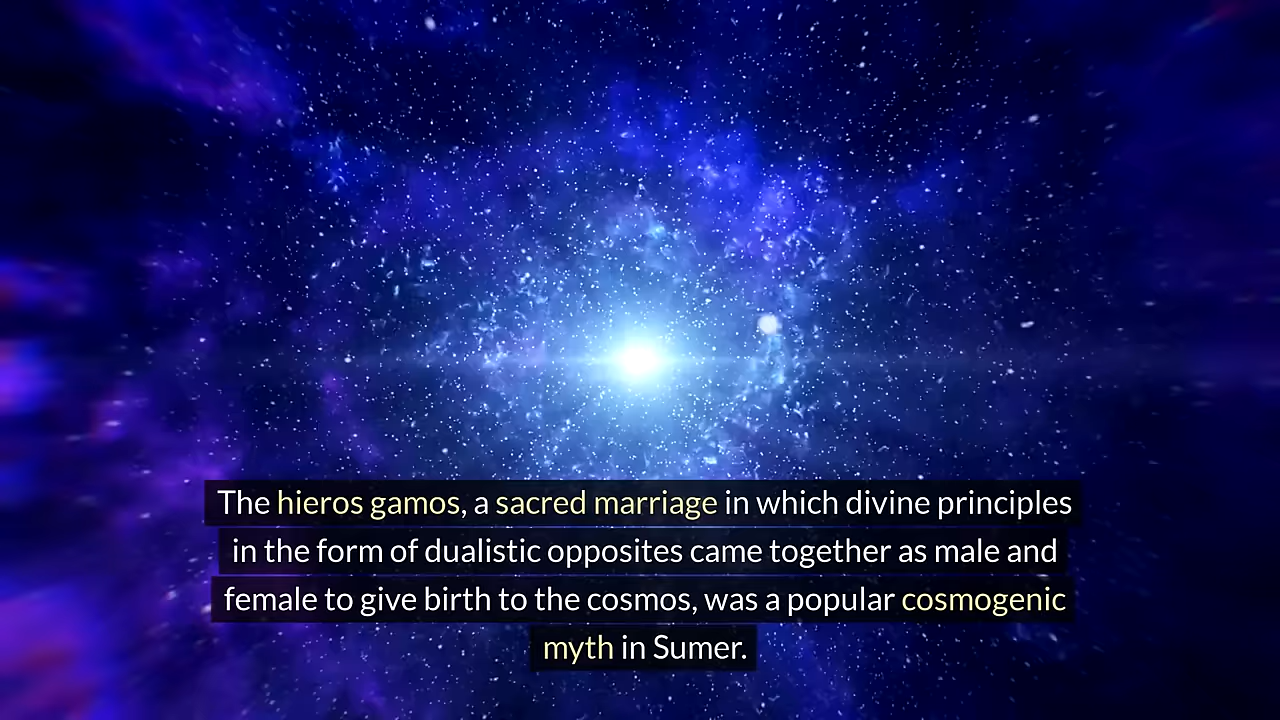 The hieros gamos, a sacred marriage in which divine principles
in the form of dualistic opposites came together as male and
female to give birth to the cosmos, was a popular cosmogenic
myth in Sumer.